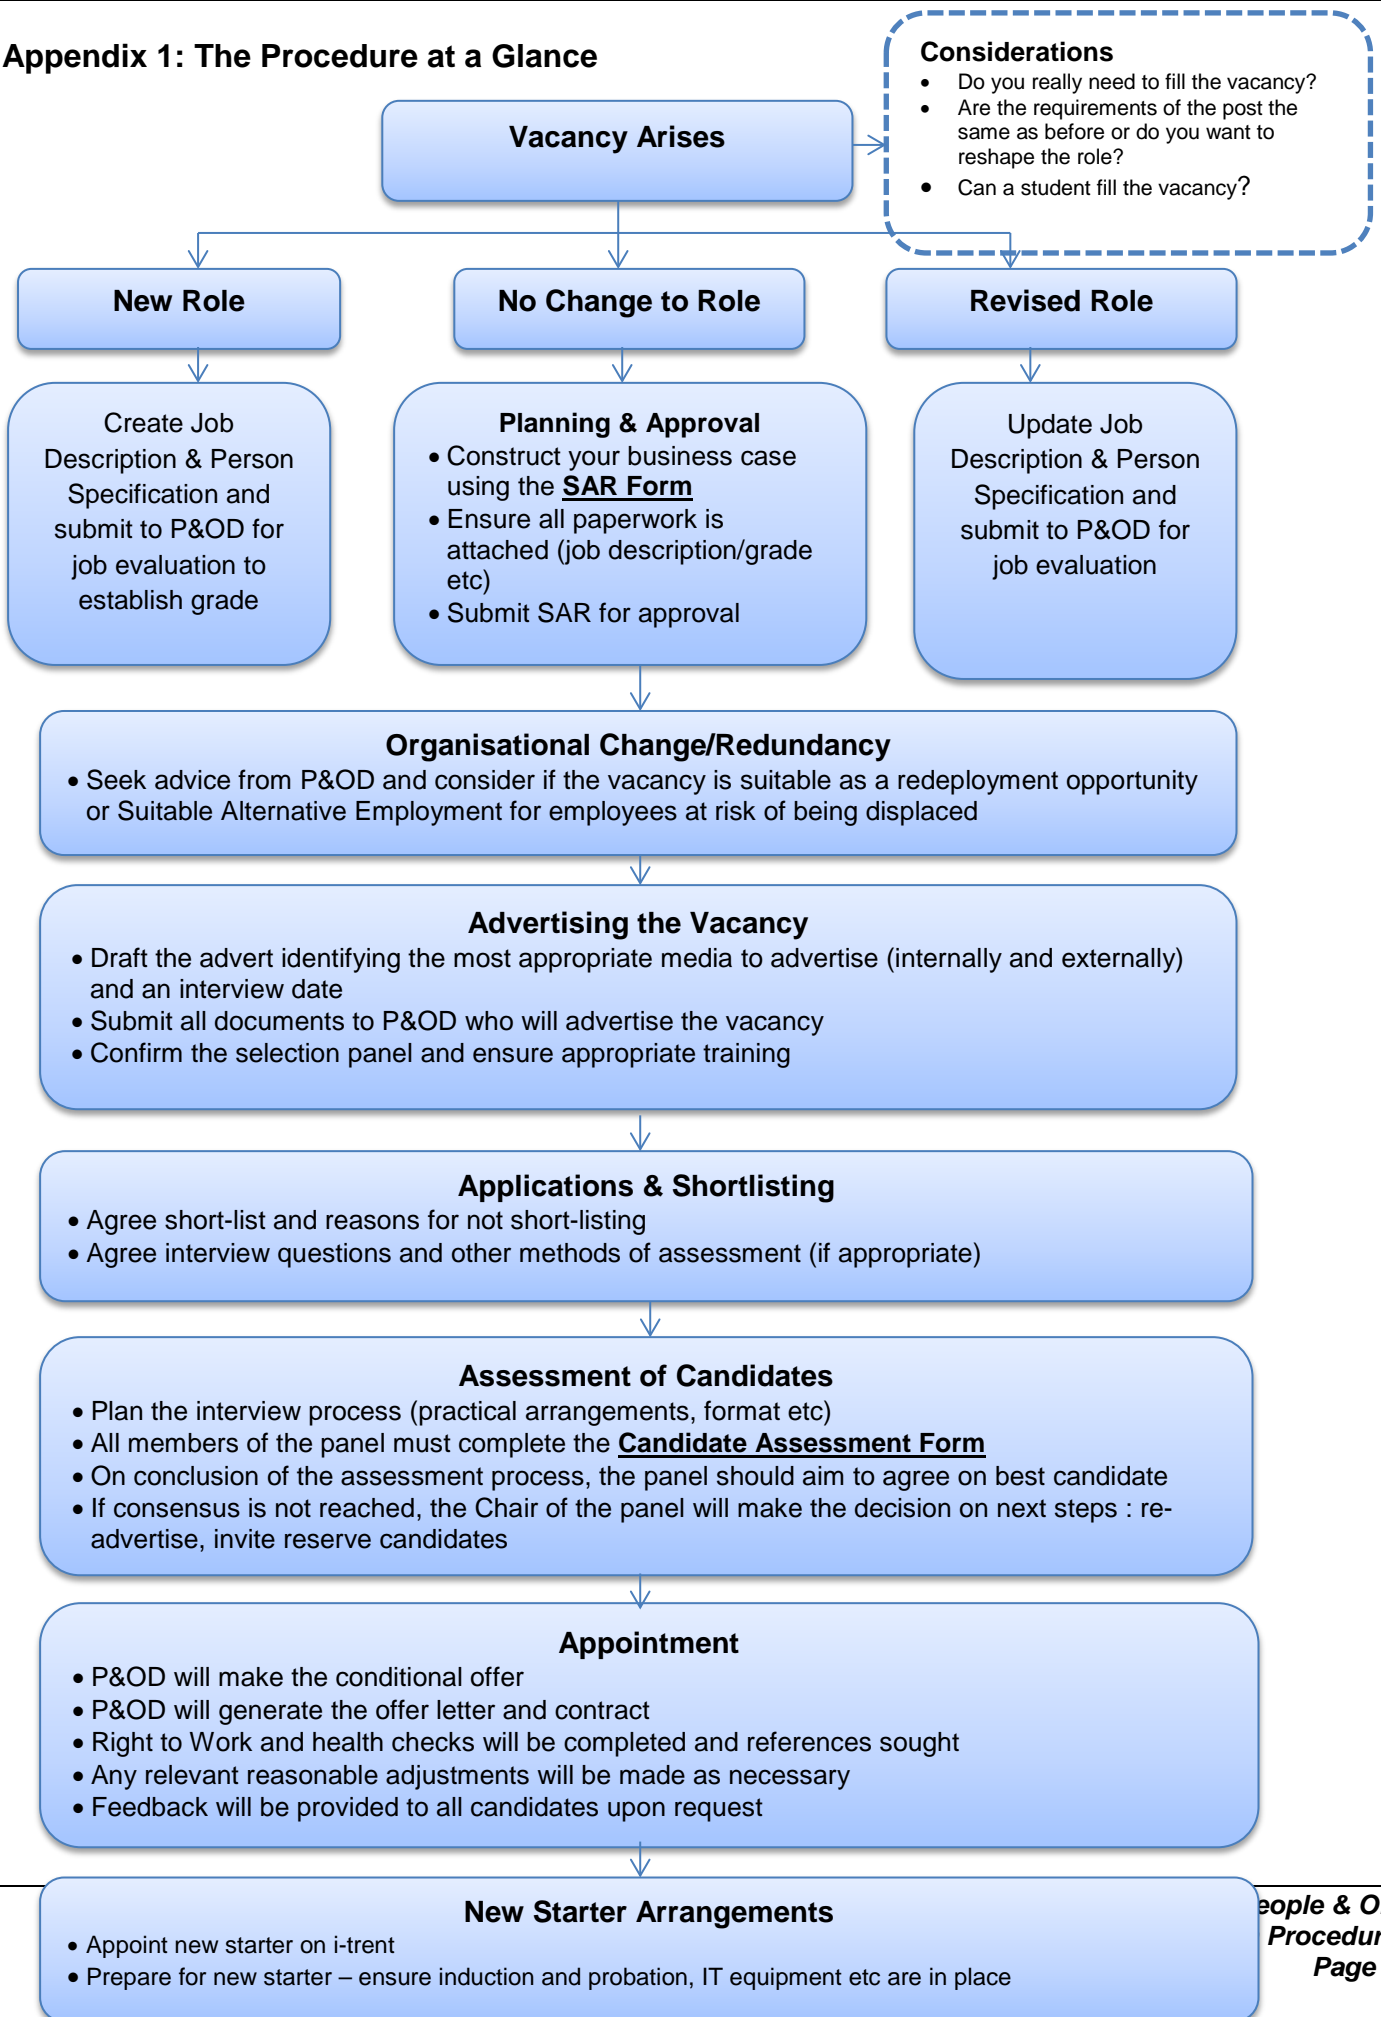 Appendix 1: The Procedure at a Glance
Considerations
• Do you really need to fill the vacancy?
• Are the requirements of the post the
same as before or do you want to
reshape the role?
• Can a student fill the vacancy?
Vacancy Arises
New Role
No Change to Role
Revised Role
Create Job
Description & Person
Specification and
submit to P&OD for
job evaluation to
establish grade
Planning & Approval
• Construct your business case
using the SAR Form
• Ensure all paperwork is
attached (job description/grade
etc)
• Submit SAR for approval
Update Job
Description & Person
Specification and
submit to P&OD for
job evaluation
Organisational Change/Redundancy
• Seek advice from P&OD and consider if the vacancy is suitable as a redeployment opportunity
or Suitable Alternative Employment for employees at risk of being displaced
Advertising the Vacancy
• Draft the advert identifying the most appropriate media to advertise (internally and externally)
and an interview date
• Submit all documents to P&OD who will advertise the vacancy
• Confirm the selection panel and ensure appropriate training
Applications & Shortlisting
• Agree short-list and reasons for not short-listing
• Agree interview questions and other methods of assessment (if appropriate)
Assessment of Candidates
• Plan the interview process (practical arrangements, format etc)
• All members of the panel must complete the Candidate Assessment Form
• On conclusion of the assessment process, the panel should aim to agree on best candidate
• If consensus is not reached, the Chair of the panel will make the decision on next steps : re-
advertise, invite reserve candidates
Appointment
• P&OD will make the conditional offer
• P&OD will generate the offer letter and contract
• Right to Work and health checks will be completed and references sought
• Any relevant reasonable adjustments will be made as necessary
• Feedback will be provided to all candidates upon request
New Starter Arrangements
• Appoint new starter on i-trent
• Prepare for new starter – ensure induction and probation, IT equipment etc are in place
eople & O
Procedur
Page